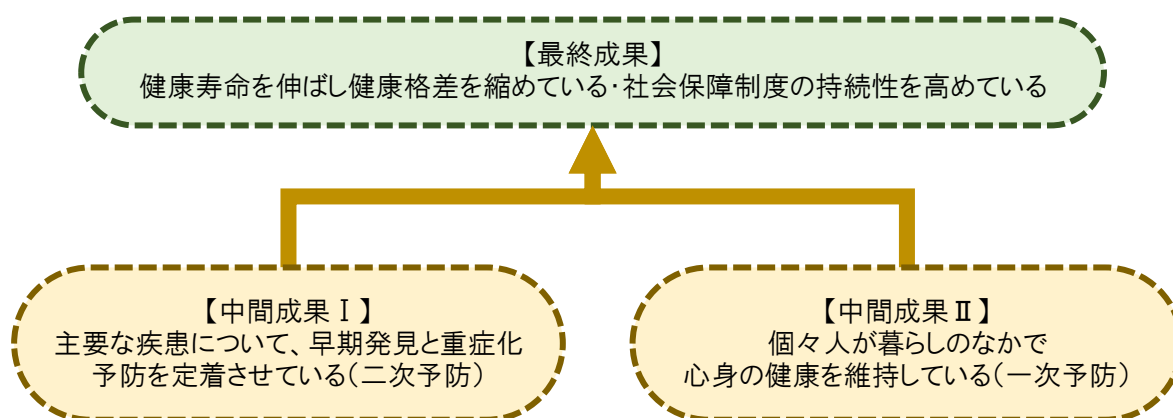 【最終成果】
健康寿命を伸ばし健康格差を縮めている・社会保障制度の持続性を高めている
【中間成果Ⅰ】
主要な疾患について、早期発見と重症化
予防を定着させている（二次予防）
【中間成果Ⅱ】
個々人が暮らしのなかで
心身の健康を維持している（一次予防）